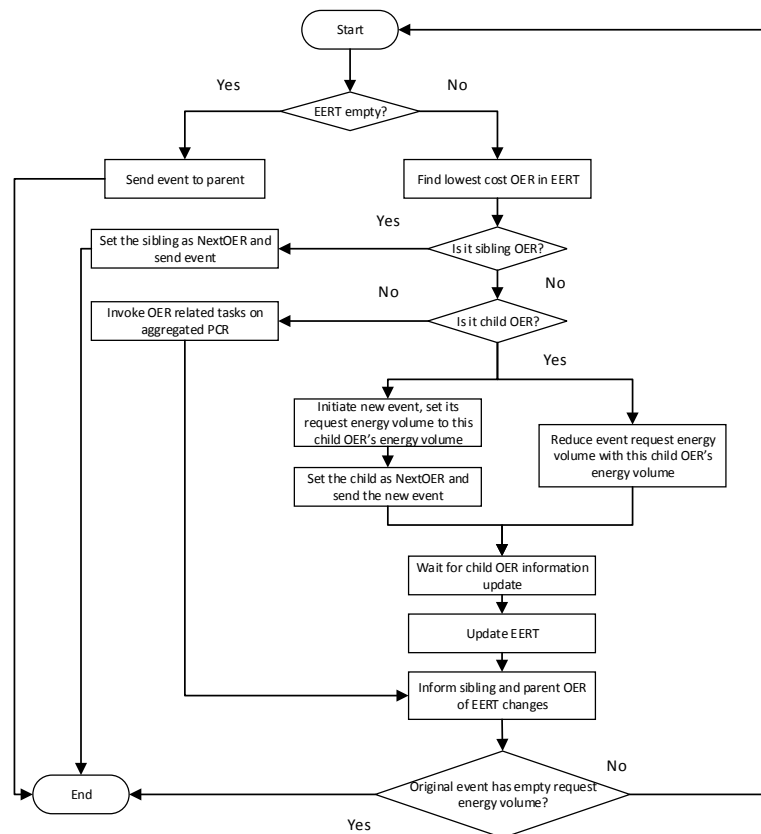 Start
Yes
No
EERT empty?
Send event to parent
Find lowest cost OER in EERT
Yes
Set the sibling as NextOER and
send event
Is it sibling OER?
No
No
Invoke OER related tasks on
aggregated PCR
Is it child OER?
Yes
Initiate new event, set its
request energy volume to this
child OER’s energy volume
Reduce event request energy
volume with this child OER’s
energy volume
Set the child as NextOER and
send the new event
Wait for child OER information
update
Update EERT
Inform sibling and parent OER
of EERT changes
No
Original event has empty request
energy volume?
End
Yes